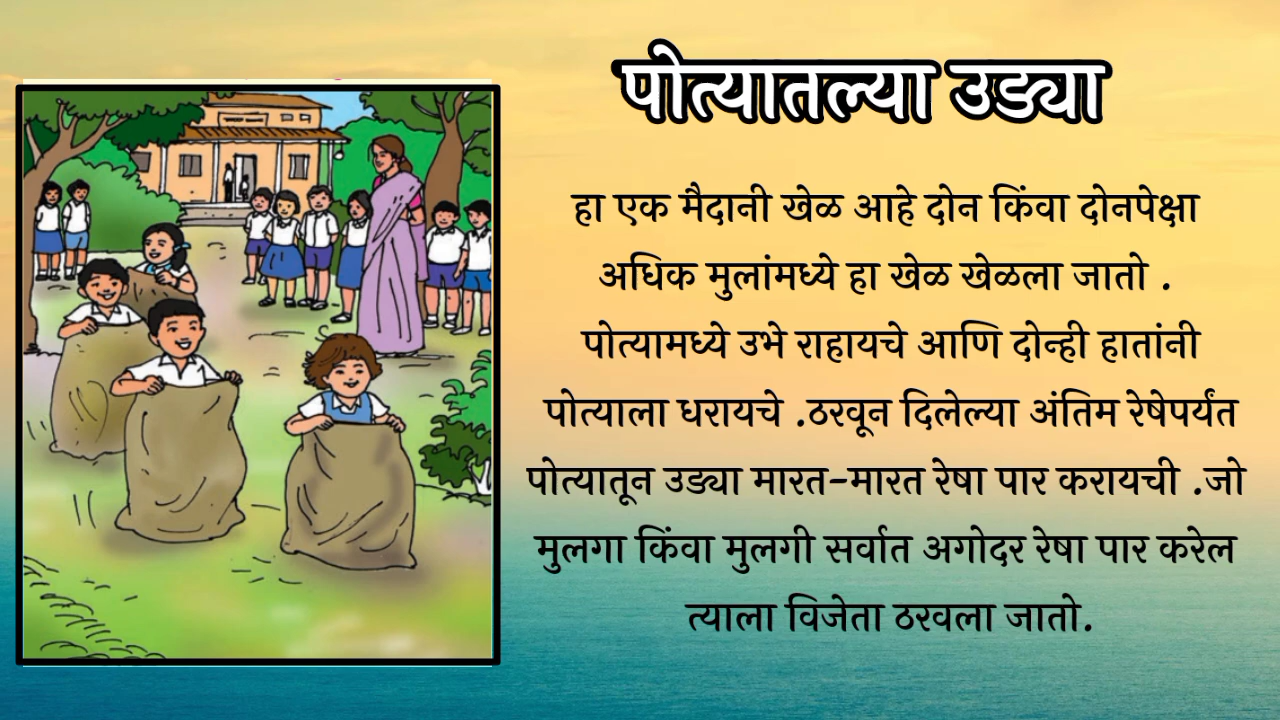 पोत्यातल्या उड्या
हा एक मैदानी खेळ आहे दोन किंवा दोनपेक्षा
अधिक मुलांमध्ये हा खेळ खेळला जातो .
पोत्यामध्ये उभे राहायचे आणि दोन्ही हातांनी
पोत्याला धरायचे .ठरवून दिलेल्या अंतिम रेषेपर्यंत
पोत्यातून उड्या मारत-मारत रेषा पार करायची .जो
मुलगा किंवा मुलगी सर्वात अगोदर रेषा पार करेल
त्याला विजेता ठरवला जातो.